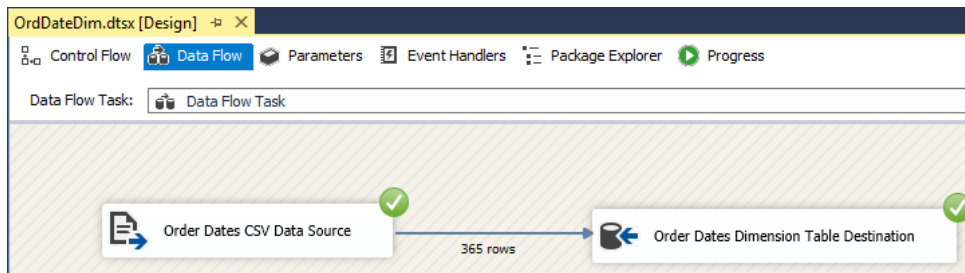 OrdDateDim.dtsx [Design]
Control Flow Data Flow Parameters Event Handlers Package Explorer Progress
Data Flow Task: Data Flow Task
Order Dates CSV Data Source
365 rows
Order Dates Dimension Table Destination